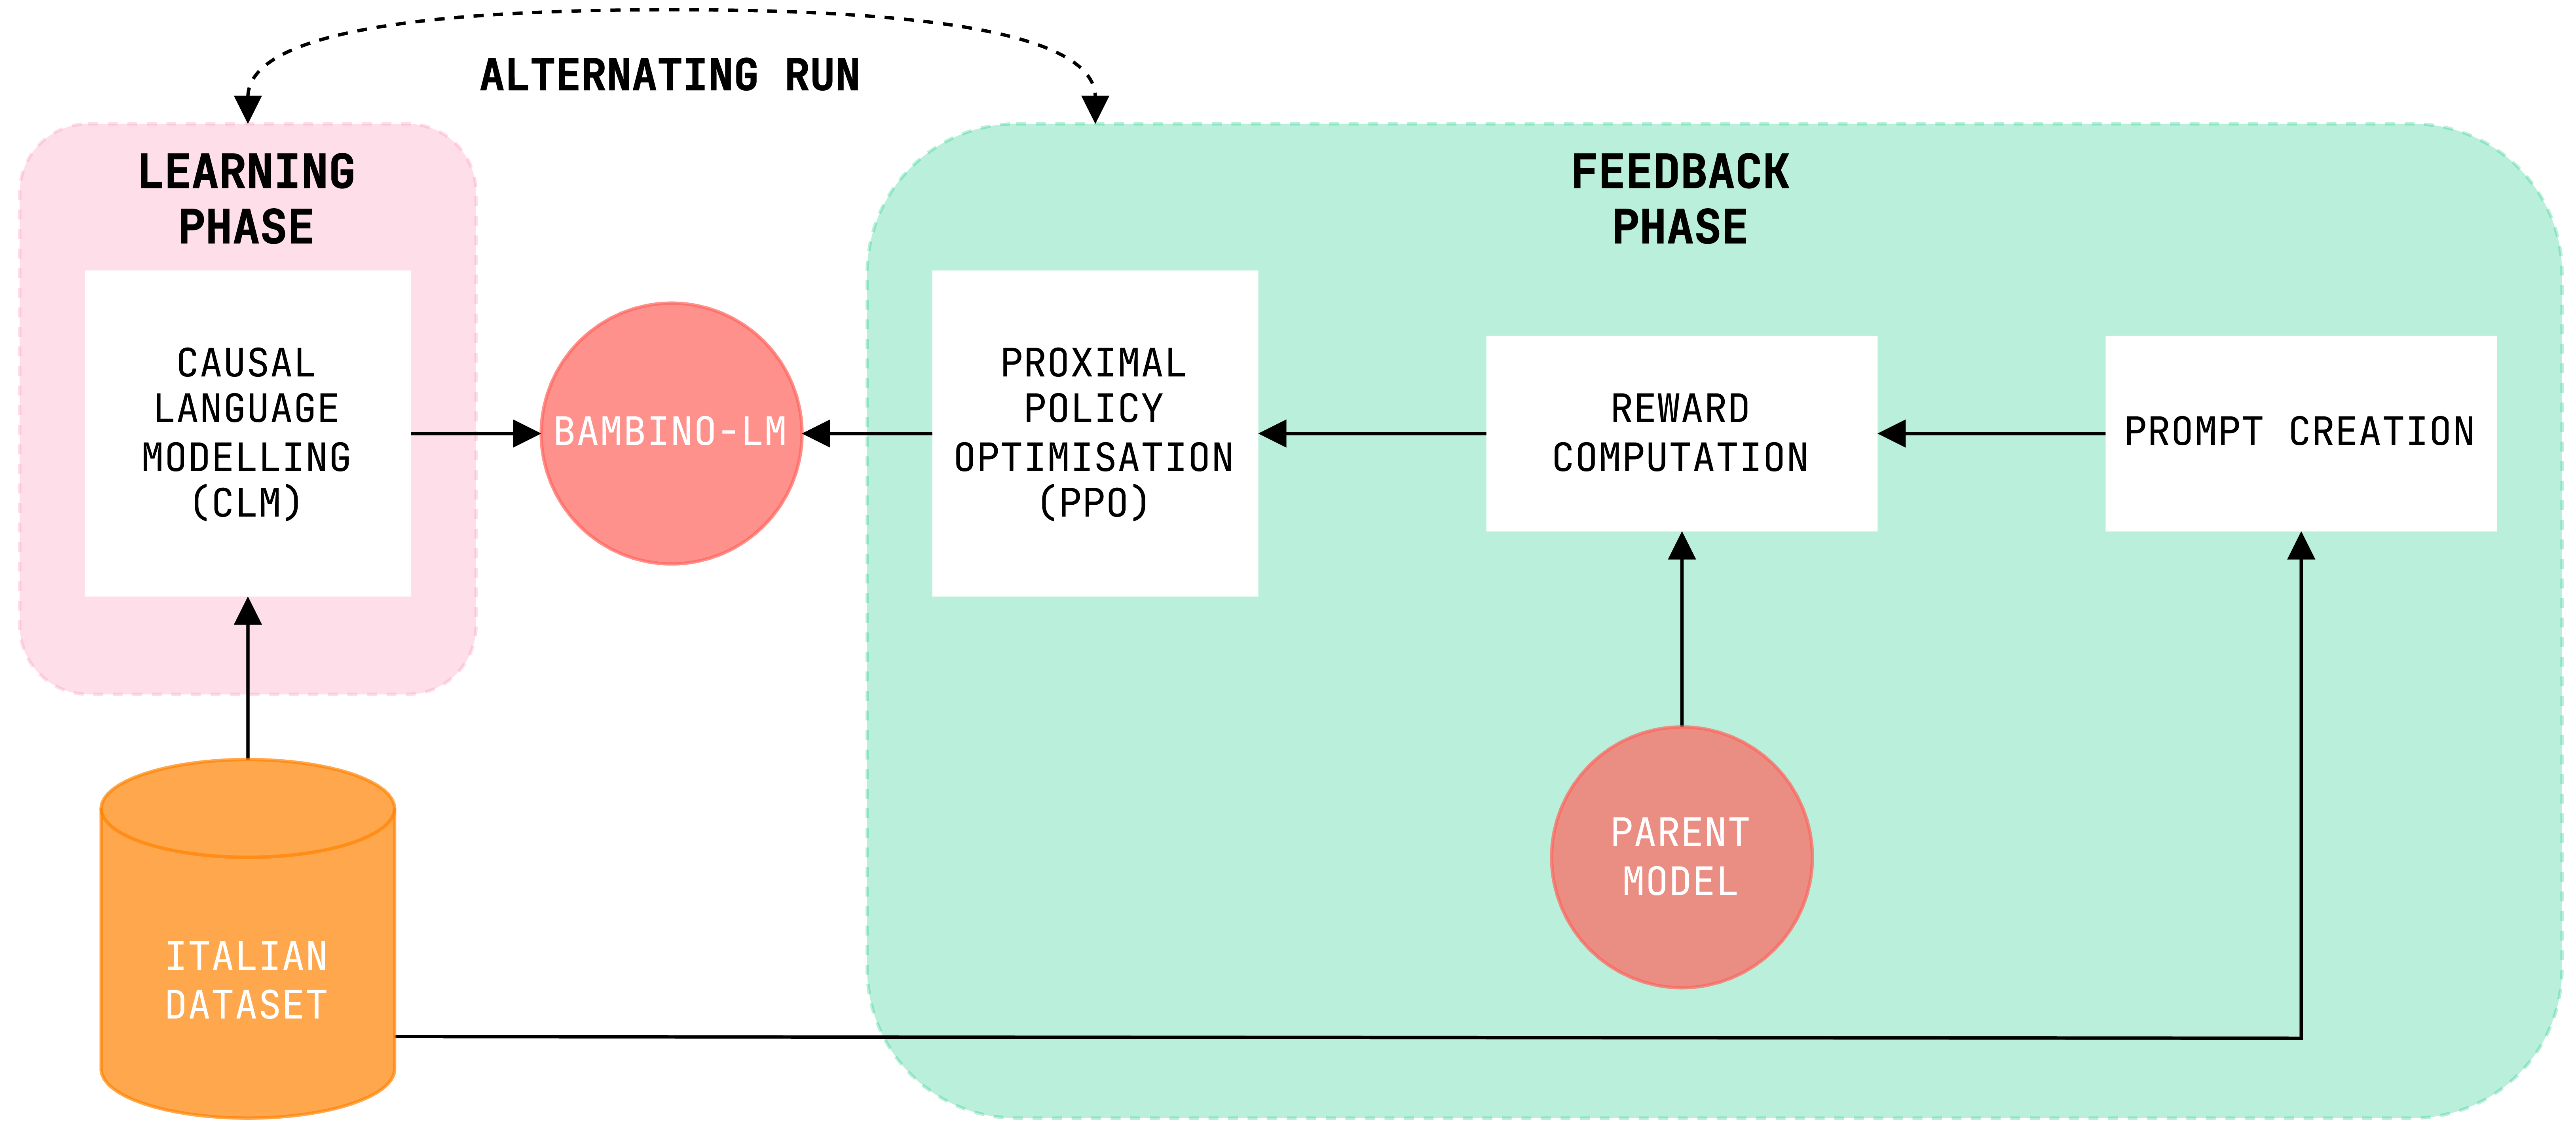 ALTERNATING RUN
LEARNING
PHASE
CAUSAL
LANGUAGE
MODELLING
(CLM)
BAMBINO-LM
FEEDBACK
PHASE
PROXIMAL
POLICY
OPTIMISATION
(PPO)
REWARD
COMPUTATION
PROMPT CREATION
PARENT
MODEL
ITALIAN
DATASET